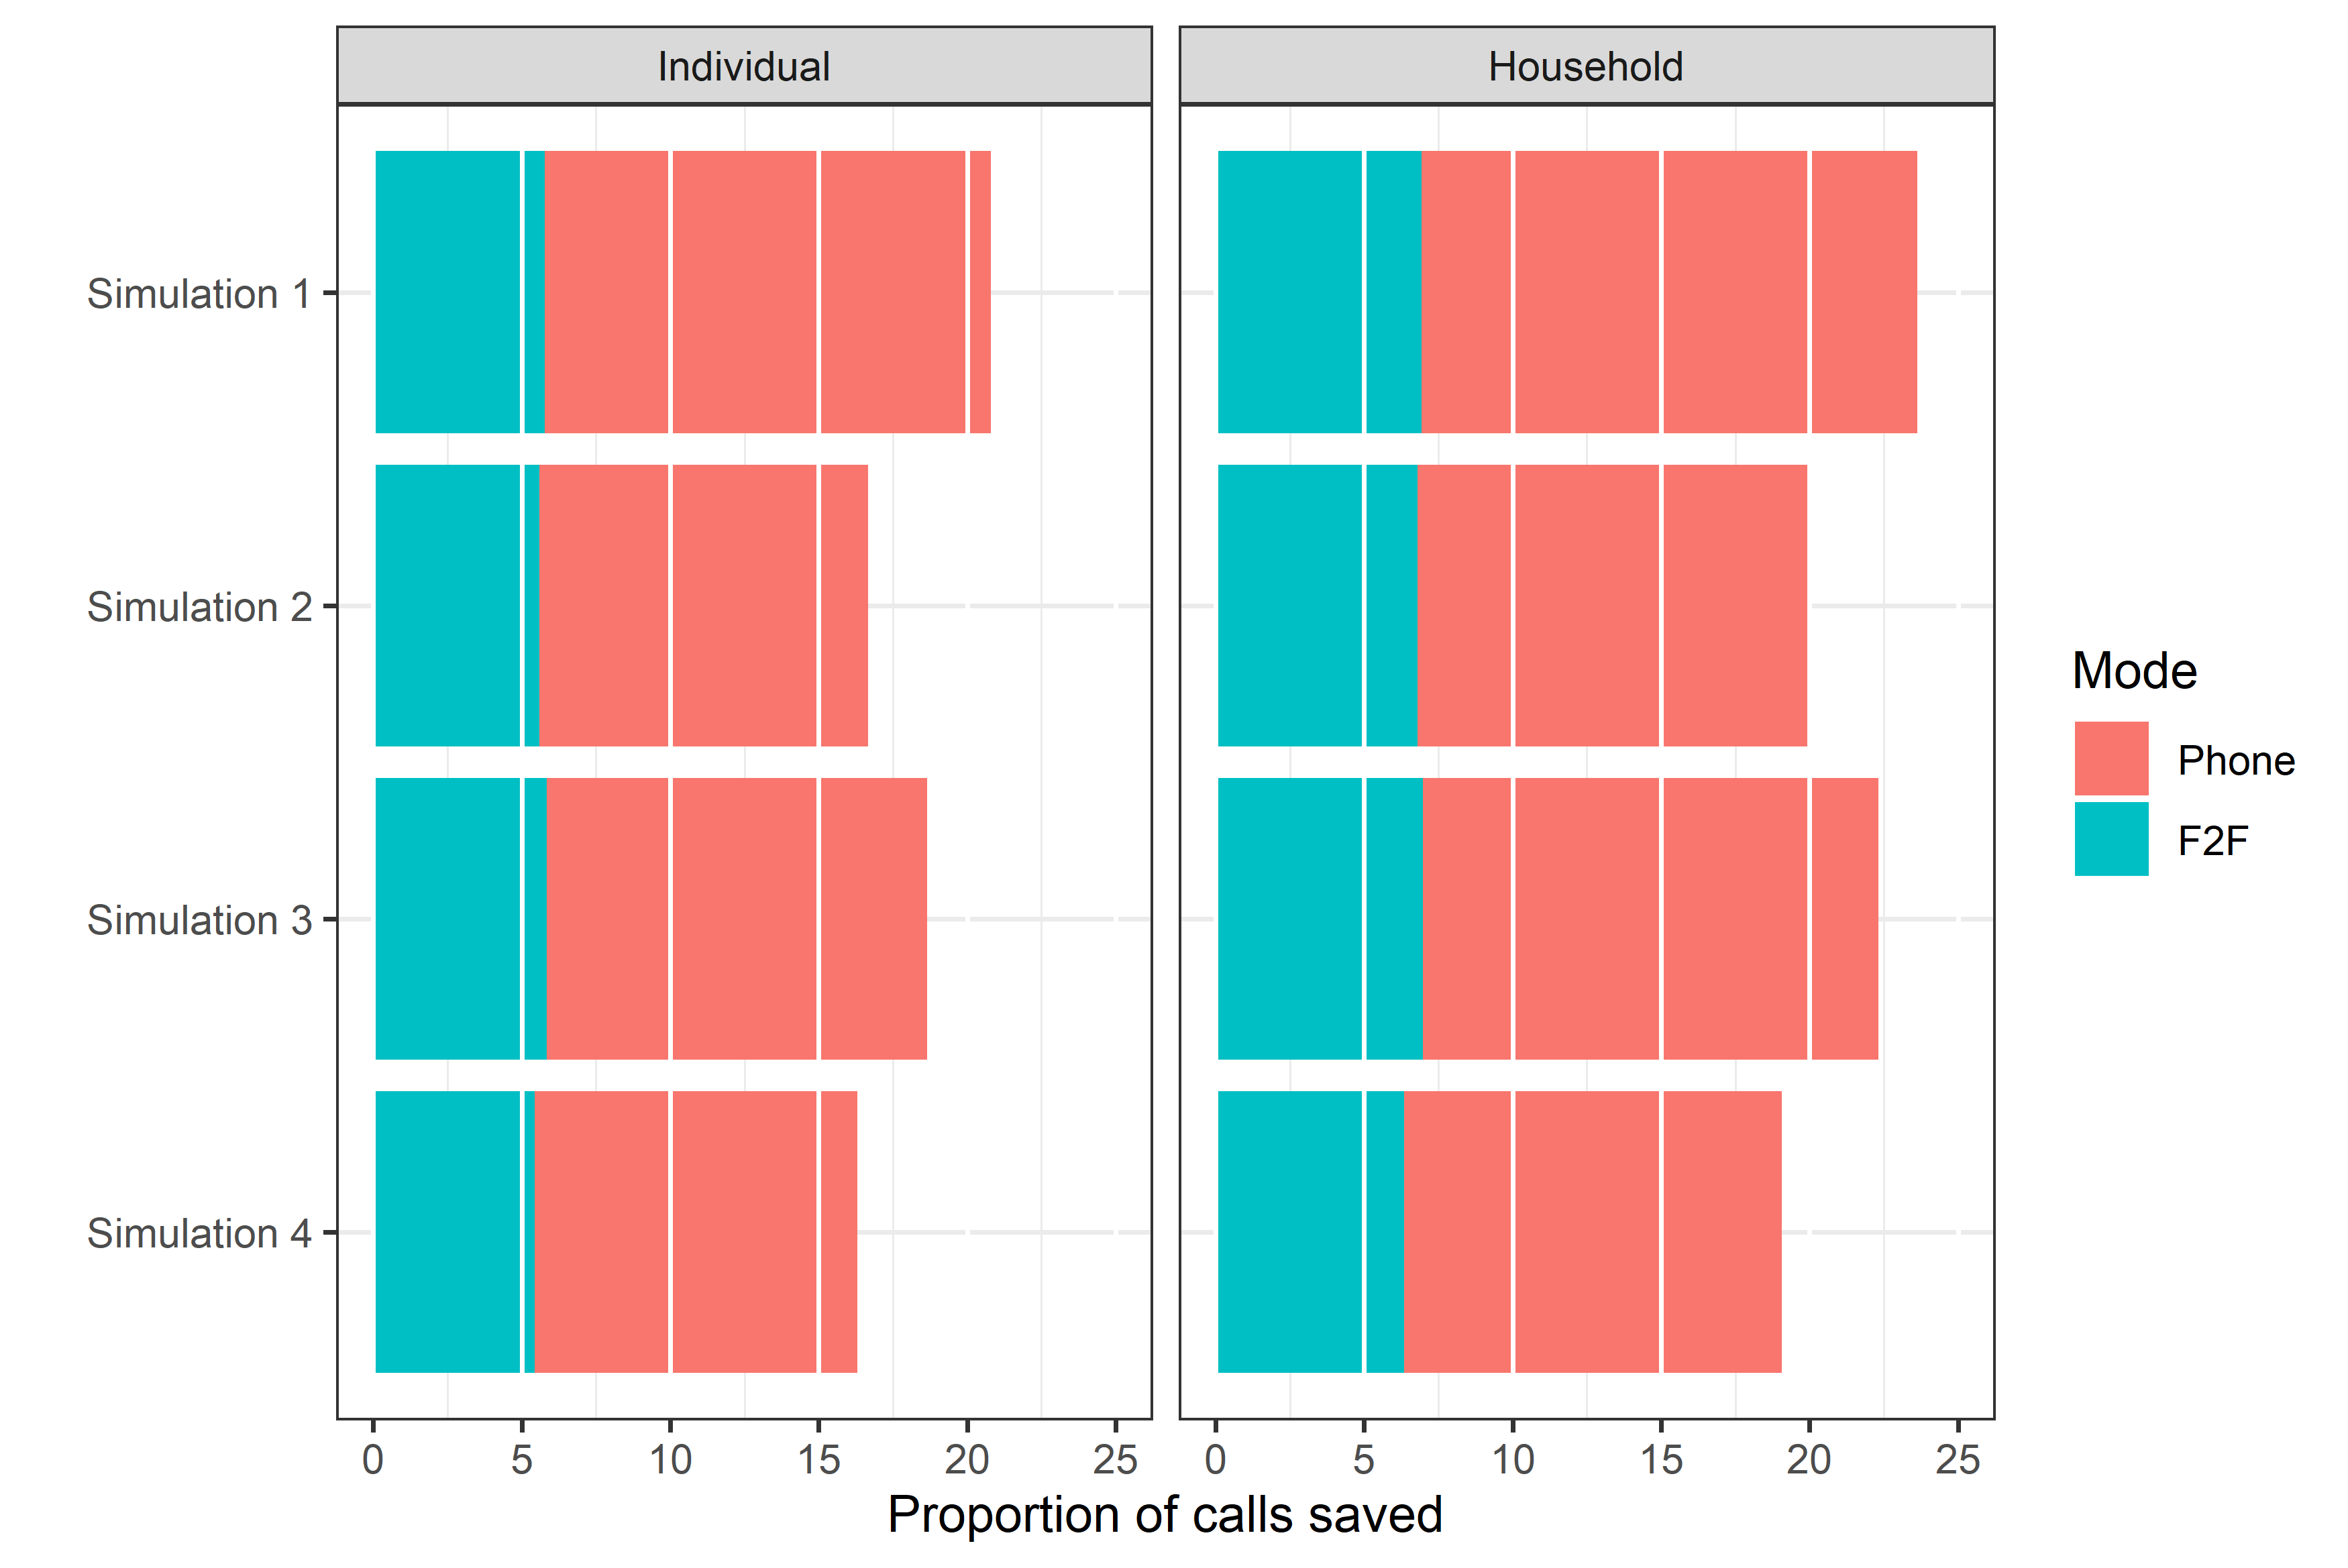 Individual
Household
Simulation 1
Simulation 2
Simulation 3
Simulation 4
0 5 10 15 20 25
0 5 10 15 20 25
Proportion of calls saved
Mode
Phone
F2F